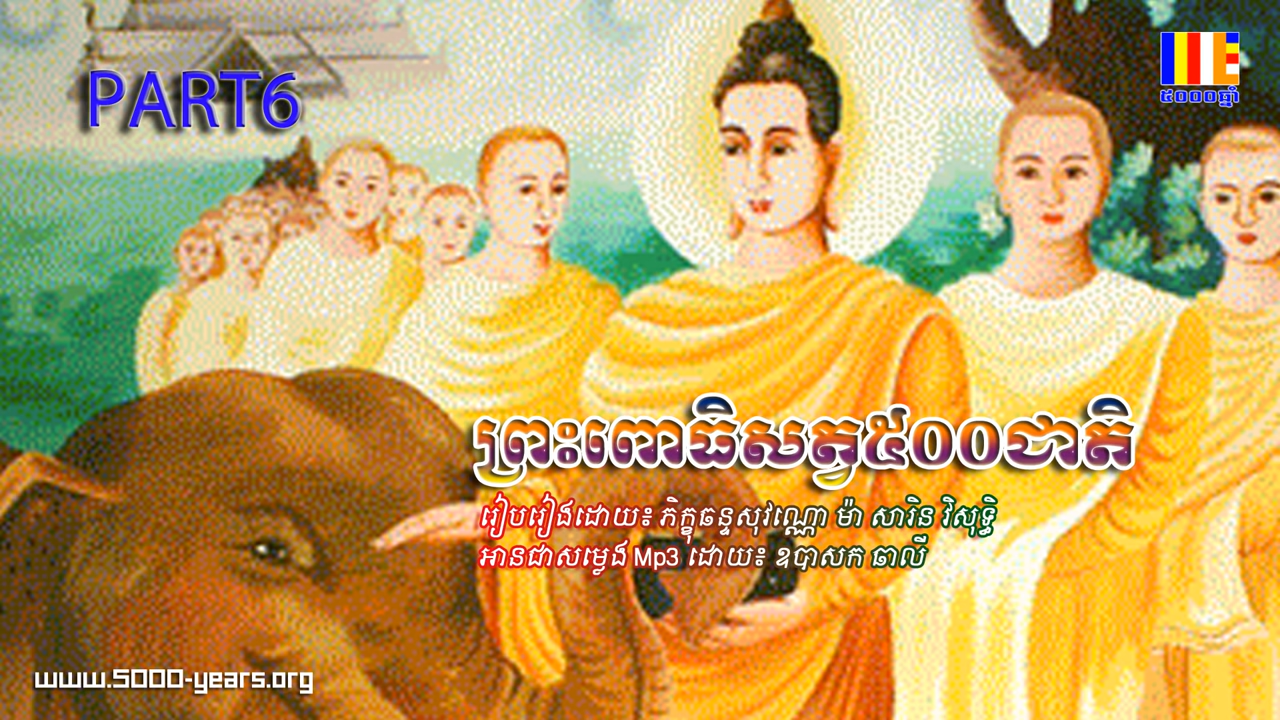 PART6
៥០០០ឆ្នាំ
ព្រះពោធិសត្វ៥០០ជាតិ
រៀបរៀងដោយ៖ ភិក្ខុឆន្ទសុវណ្ណោ ម៉ា សារិន វិសុទ្ធិ
អានជាសម្លេង Mp3 ដោយ៖ ឧបាសក ធាលី
www.5000-years.org